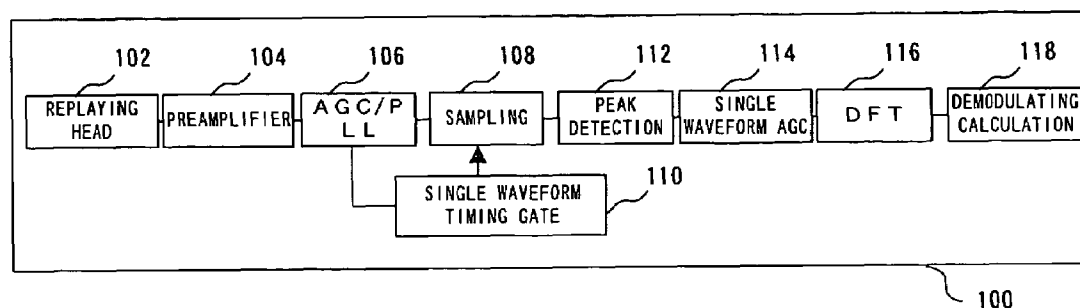 102
104
106
108
112
114
116
118
REPLAYING
HEAD
PREAMPLIFIER
AGC/P
LL
SAMPLING
PEAK
DETECTION
SINGLE
WAVEFORM AGC
DFT
DEMODULATING
CALCULATION
SINGLE WAVEFORM
TIMING GATE
110
100